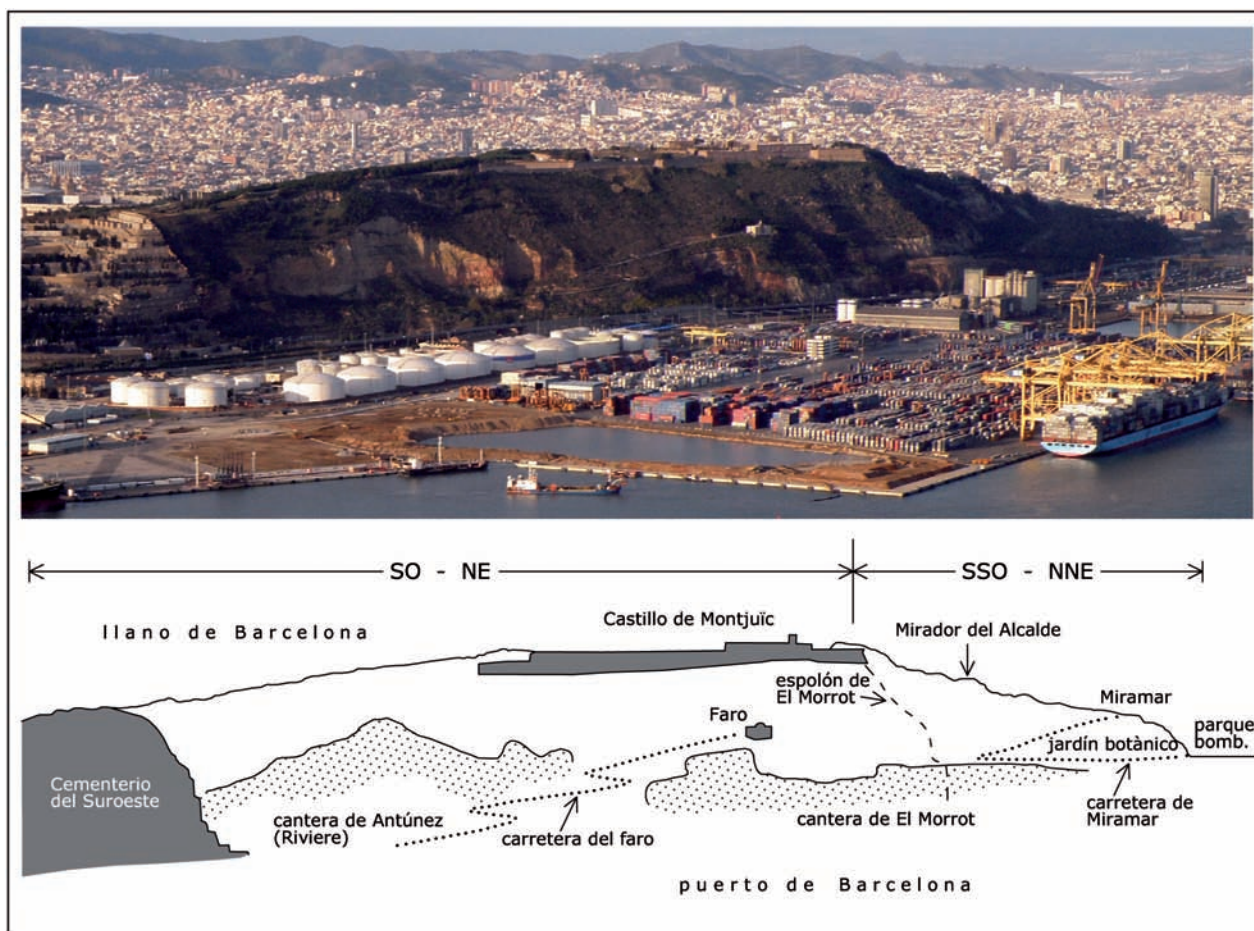 SO - NE
SSO - NNE
llano de Barcelona
Castillo de Montjuïc
Mirador del Alcalde
espolón de
El Morrot
Miramar
Faro
parque
bomb.
jardín botànico
Cementerio
del Suroeste
cantera de Antúnez
(Riviere)
carretera del faro
cantera de El Morrot
carretera de
Miramar
puerto de Barcelona